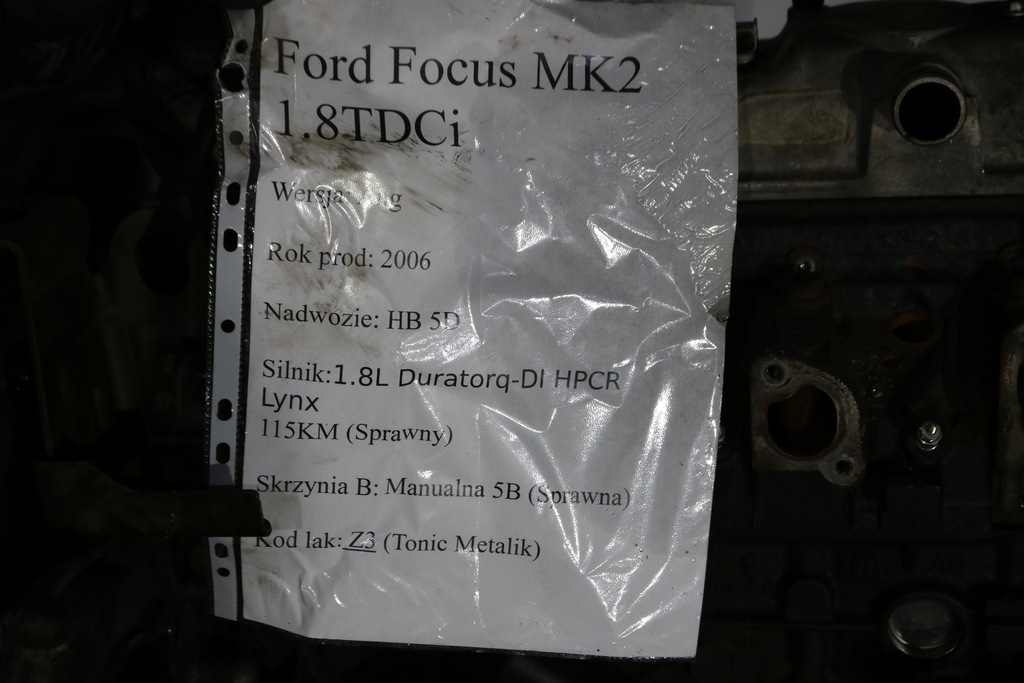 Ford Focus MK2
1.8TDCi
Wersja:
Rok prod: 2006
Nadwozie: HB 5D
Silnik:1.8L Duratorq-DI HPCR
Lynx
115KM (Sprawny)
Skrzynia B: Manualna 5B (Sprawna)
Kod lak: Z3 (Tonic Metalik)